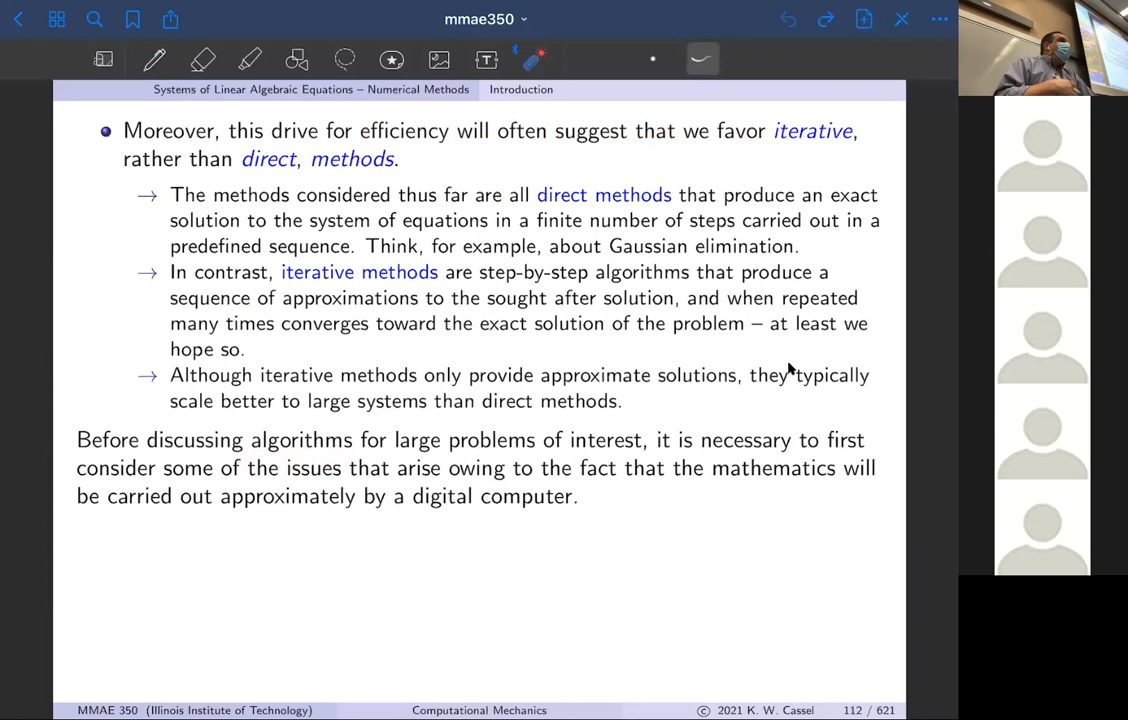 mmae350
Systems of Linear Algebraic Equations – Numerical Methods Introduction
Moreover, this drive for efficiency will often suggest that we favor iterative,
rather than direct, methods.
→ The methods considered thus far are all direct methods that produce an exact
solution to the system of equations in a finite number of steps carried out in a
predefined sequence. Think, for example, about Gaussian elimination.
→ In contrast, iterative methods are step-by-step algorithms that produce a
sequence of approximations to the sought after solution, and when repeated
many times converges toward the exact solution of the problem – at least we
hope so.
→ Although iterative methods only provide approximate solutions, they typically
scale better to large systems than direct methods.
Before discussing algorithms for large problems of interest, it is necessary to first
consider some of the issues that arise owing to the fact that the mathematics will
be carried out approximately by a digital computer.
MMAE 350 (Illinois Institute of Technology) Computational Mechanics © 2021 K. W. Cassel 112 / 621